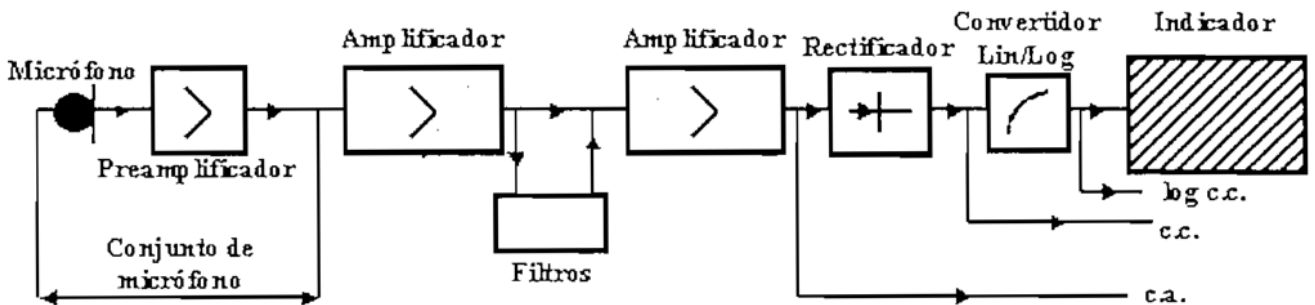 Micrófono
Preamplificador
Conjunto de
micrófono
Amplificador
Filtros
Amplificador
Rectificador
Convertidor
Lin/Log
Indicador
log c.c.
c.c.
c.a.